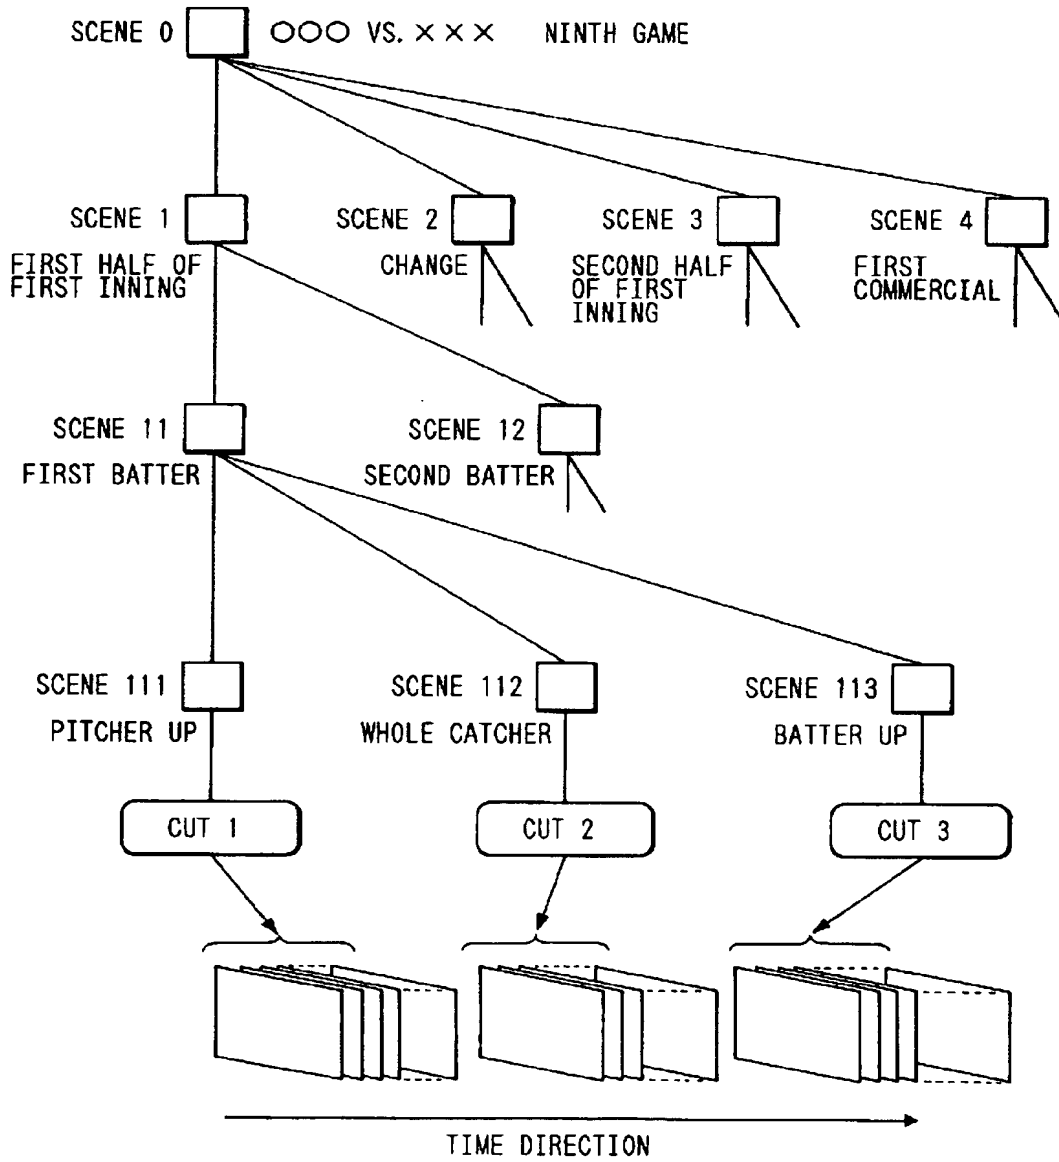 SCENE 0 ○○○ VS. ××× NINTH GAME
SCENE 1
FIRST HALF OF
FIRST INNING
SCENE 2
CHANGE
SCENE 3
SECOND HALF
OF FIRST
INNING
SCENE 4
FIRST
COMMERCIAL
SCENE 11
FIRST BATTER
SCENE 12
SECOND BATTER
SCENE 111
PITCHER UP
SCENE 112
WHOLE CATCHER
SCENE 113
BATTER UP
CUT 1
CUT 2
CUT 3
TIME DIRECTION